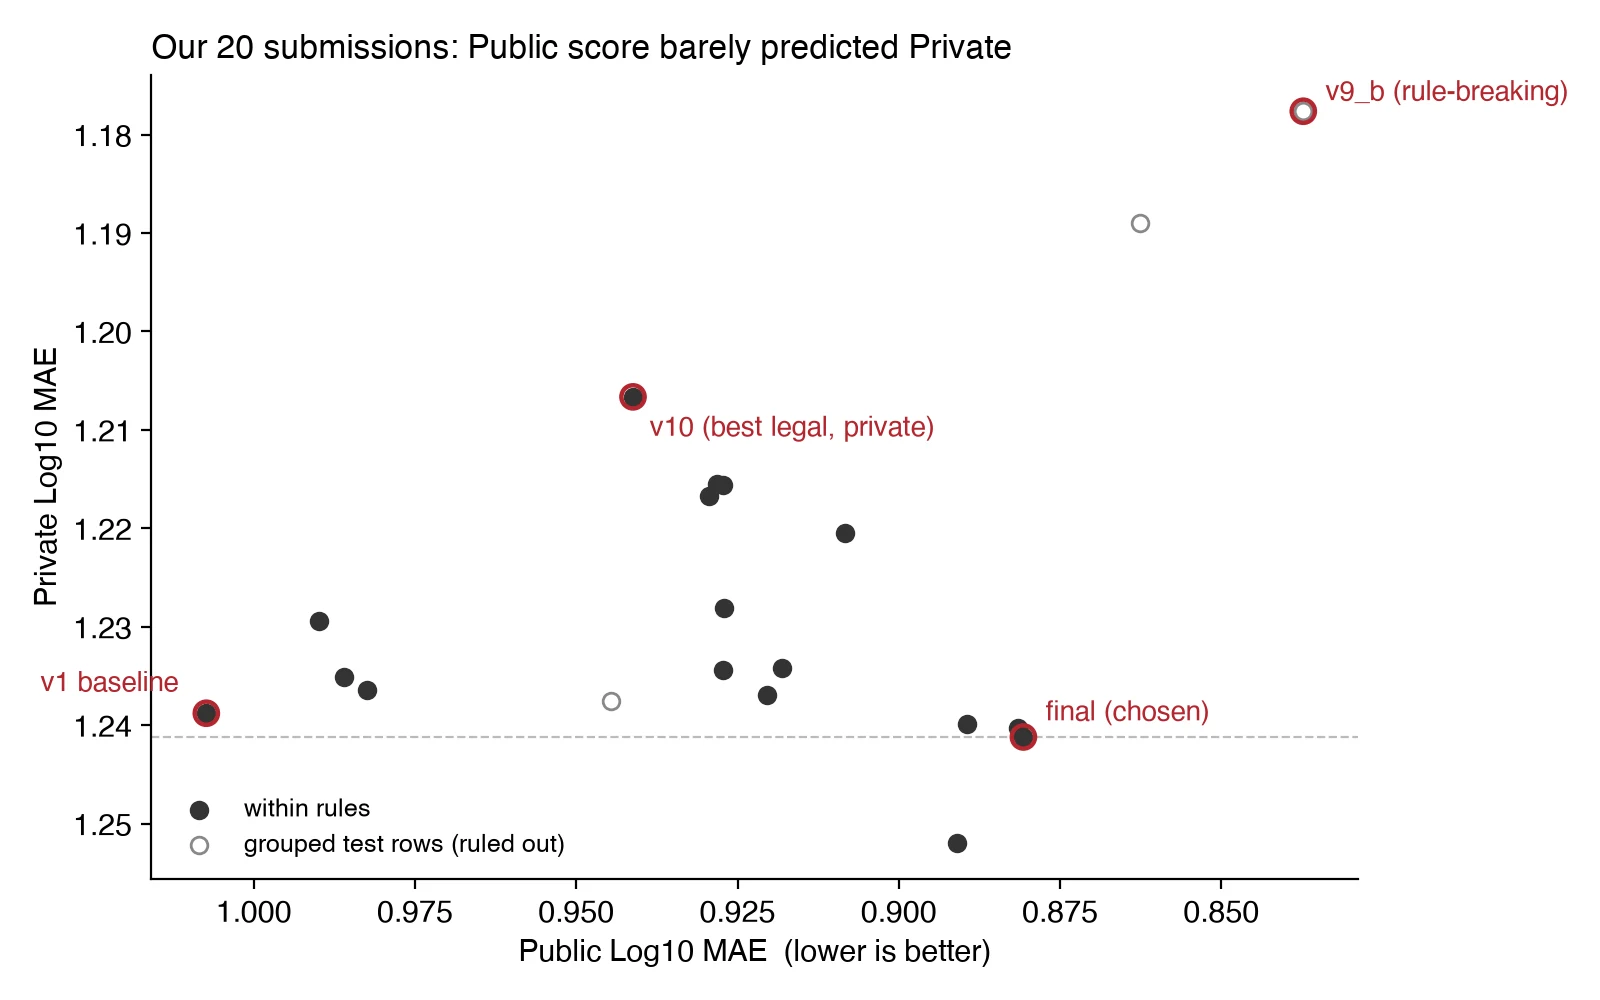 Our 20 submissions: Public score barely predicted Private
v9_b (rule-breaking)
1.18
1.19
1.20
1.21
1.22
1.23
1.24
1.25
Private Log10 MAE
v10 (best legal, private)
v1 baseline
final (chosen)
within rules
grouped test rows (ruled out)
1.000 0.975 0.950 0.925 0.900 0.875 0.850
Public Log10 MAE (lower is better)